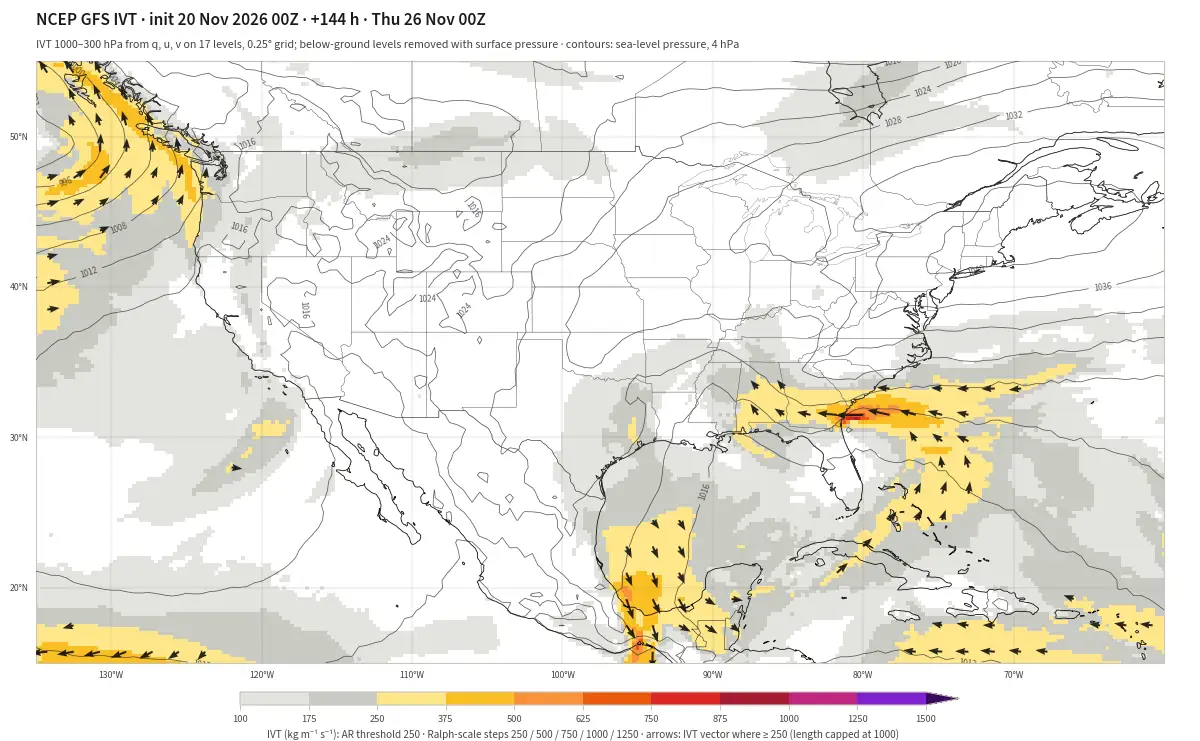 NCEP GFS IVT · init 20 Nov 2026 00Z · +144 h · Thu 26 Nov 00Z
IVT 1000–300 hPa from q, u, v on 17 levels, 0.25° grid; below-ground levels removed with surface pressure · contours: sea-level pressure, 4 hPa
1020
1024
1028
1032
50°N
1016
996
1016
1008
1016
1024
1012
40°N
1036
1024
1024
1016
30°N
1016
20°N
1012
130°W 120°W 110°W 100°W 90°W 80°W 70°W
100 175 250 375 500 625 750 875 1000 1250 1500
IVT (kg m⁻¹ s⁻¹): AR threshold 250 · Ralph-scale steps 250 / 500 / 750 / 1000 / 1250 · arrows: IVT vector where ≥ 250 (length capped at 1000)